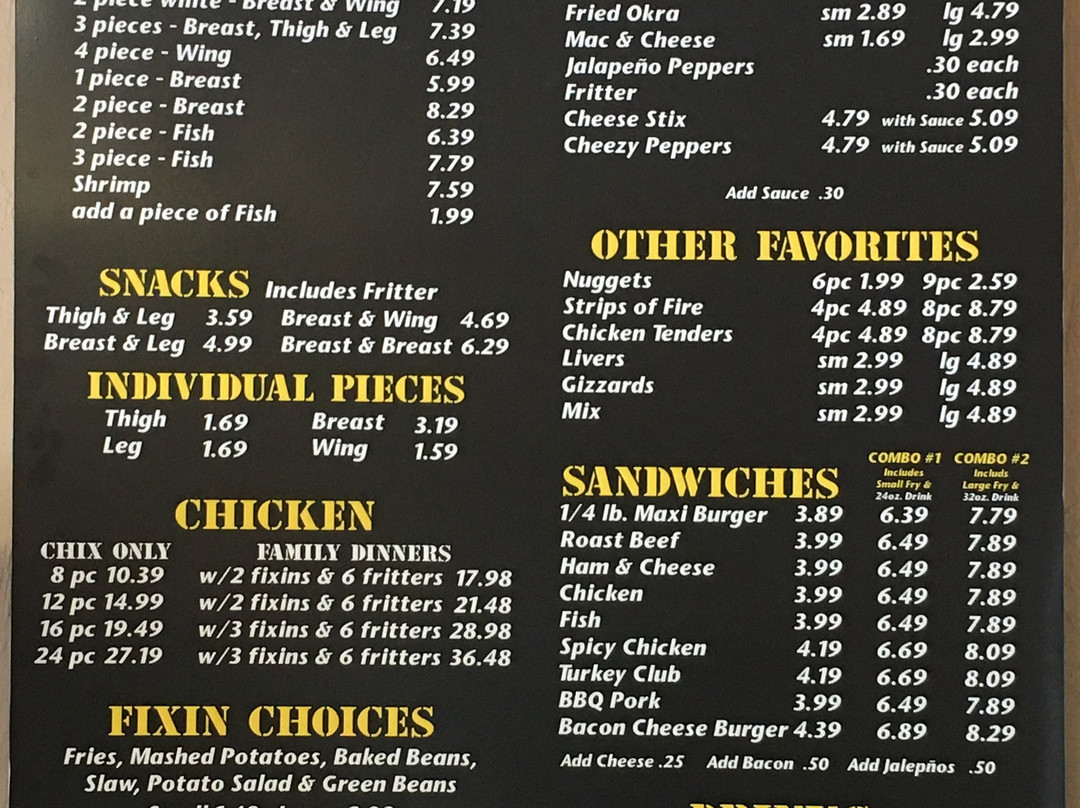 2 piece white - Breast & Wing 7.19
3 pieces - Breast, Thigh & Leg 7.39
4 piece - Wing 6.49
1 piece - Breast 5.99
2 piece - Breast 8.29
2 piece - Fish 6.39
3 piece - Fish 7.79
Shrimp 7.59
add a piece of Fish 1.99
SNACKS Includes Fritter
Thigh & Leg 3.59 Breast & Wing 4.69
Breast & Leg 4.99 Breast & Breast 6.29
INDIVIDUAL PIECES
Thigh 1.69 Breast 3.19
Leg 1.69 Wing 1.59
CHICKEN
CHIX ONLY FAMILY DINNERS
8 pc 10.39 w/2 fixins & 6 fritters 17.98
12 pc 14.99 w/2 fixins & 6 fritters 21.48
16 pc 19.49 w/3 fixins & 6 fritters 28.98
24 pc 27.19 w/3 fixins & 6 fritters 36.48
FIXIN CHOICES
Fries, Mashed Potatoes, Baked Beans,
Slaw, Potato Salad & Green Beans
Fried Okra sm 2.89 lg 4.79
Mac & Cheese sm 1.69 lg 2.99
Jalapeño Peppers .30 each
Fritter .30 each
Cheese Stix 4.79 with Sauce 5.09
Cheezy Peppers 4.79 with Sauce 5.09
Add Sauce .30
OTHER FAVORITES
Nuggets 6pc 1.99 9pc 2.59
Strips of Fire 4pc 4.89 8pc 8.79
Chicken Tenders 4pc 4.89 8pc 8.79
Livers sm 2.99 lg 4.89
Gizzards sm 2.99 lg 4.89
Mix sm 2.99 lg 4.89
COMBO #1 COMBO #2
Includes Includs
Small Fry & Large Fry &
24oz. Drink 32oz. Drink
SANDWICHES
1/4 lb. Maxi Burger 3.89 6.39 7.79
Roast Beef 3.99 6.49 7.89
Ham & Cheese 3.99 6.49 7.89
Chicken 3.99 6.49 7.89
Fish 3.99 6.49 7.89
Spicy Chicken 4.19 6.69 8.09
Turkey Club 4.19 6.69 8.09
BBQ Pork 3.99 6.49 7.89
Bacon Cheese Burger 4.39 6.89 8.29
Add Cheese .25 Add Bacon .50 Add Jalepños .50